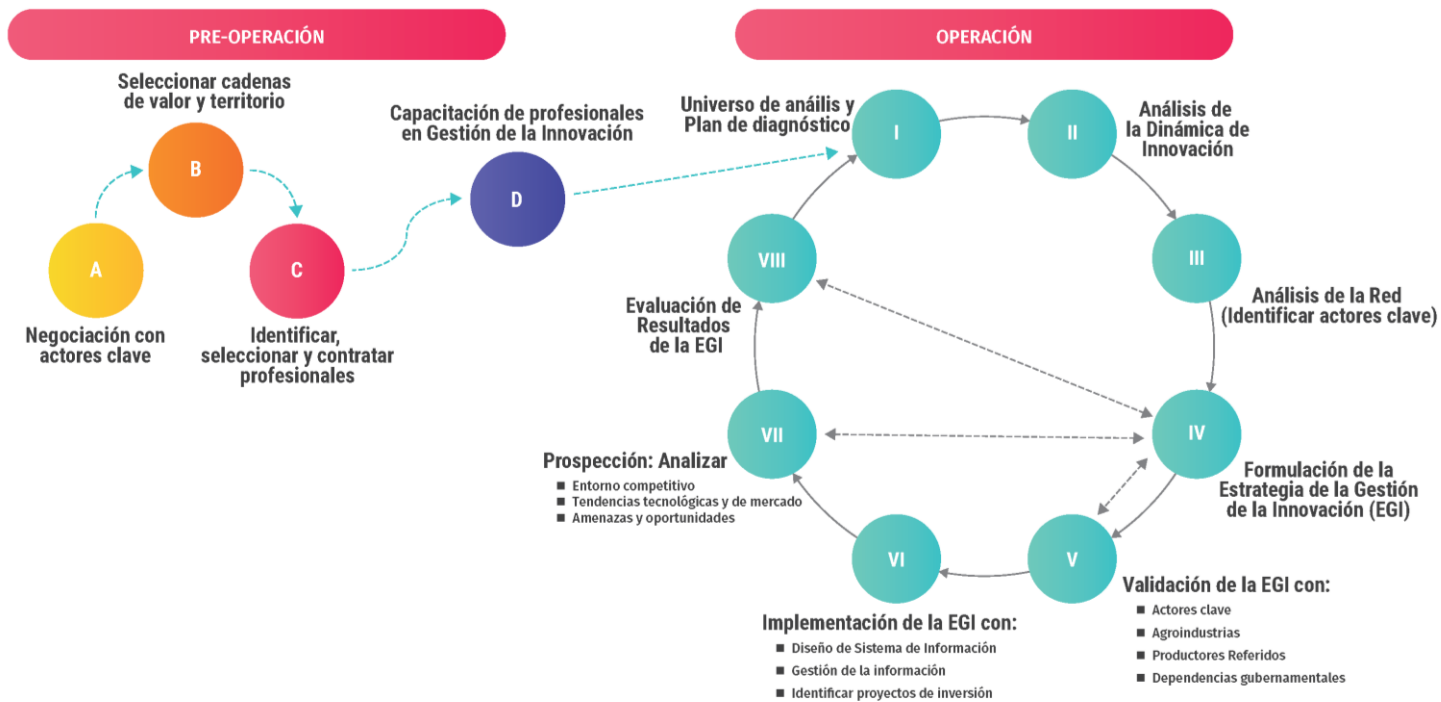 PRE-OPERACIÓN
Seleccionar cadenas
de valor y territorio
B
A
Negociación con
actores clave
C
Identificar,
seleccionar y contratar
profesionales
Capacitación de profesionales
en Gestión de la Innovación
D
OPERACIÓN
Universo de anáilis y
Plan de diagnóstico
I
II
Análisis de
la Dinámica de
Innovación
III
Análisis de la Red
(Identificar actores clave)
IV
Formulación de la
Estrategia de la Gestión
de la Innovación (EGI)
V
Validación de la EGI con:
■ Actores clave
■ Agroindustrias
■ Productores Referidos
■ Dependencias gubernamentales
VI
Implementación de la EGI con:
■ Diseño de Sistema de Información
■ Gestión de la información
■ Identificar proyectos de inversión
VII
Prospección: Analizar
■ Entorno competitivo
■ Tendencias tecnológicas y de mercado
■ Amenazas y oportunidades
VIII
Evaluación de
Resultados
de la EGI